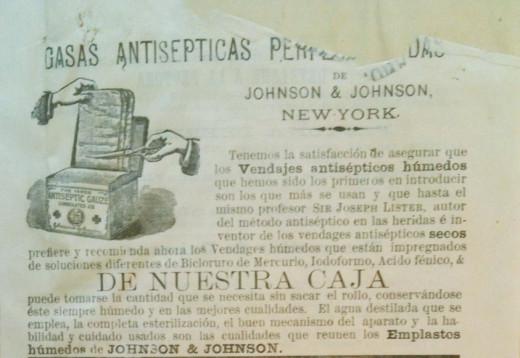 GASAS ANTISEPTICAS
DE
JOHNSON & JOHNSON,
NEW-YORK.
ANTISEPTIC GAUZE
Tenemos la satisfacción de asegurar que
los Vendajes antisépticos húmedos
que hemos sido los primeros en introducir
son los que más se usan y que hasta el
mismo profesor SIR JOSEPH LISTER, autor
del método antiséptico en las heridas é in-
ventor de los vendages antisépticos secos
prefiere y recomienda ahora los Vendages húmedos que están impregnados
de soluciones diferentes de Bicloruro de Mercurio, Iodoformo, Acido fénico, &
DE NUESTRA CAJA
puede tomarse la cantidad que se necesita sin sacar el rollo, conservándose
éste siempre húmedo y en las mejores cualidades. El agua destilada que se
emplea, la completa esterilización, el buen mecanismo del aparato y la ha-
bilidad y cuidado usados son las cualidades que reunen los Emplastos
húmedos de JOHNSON & JOHNSON.